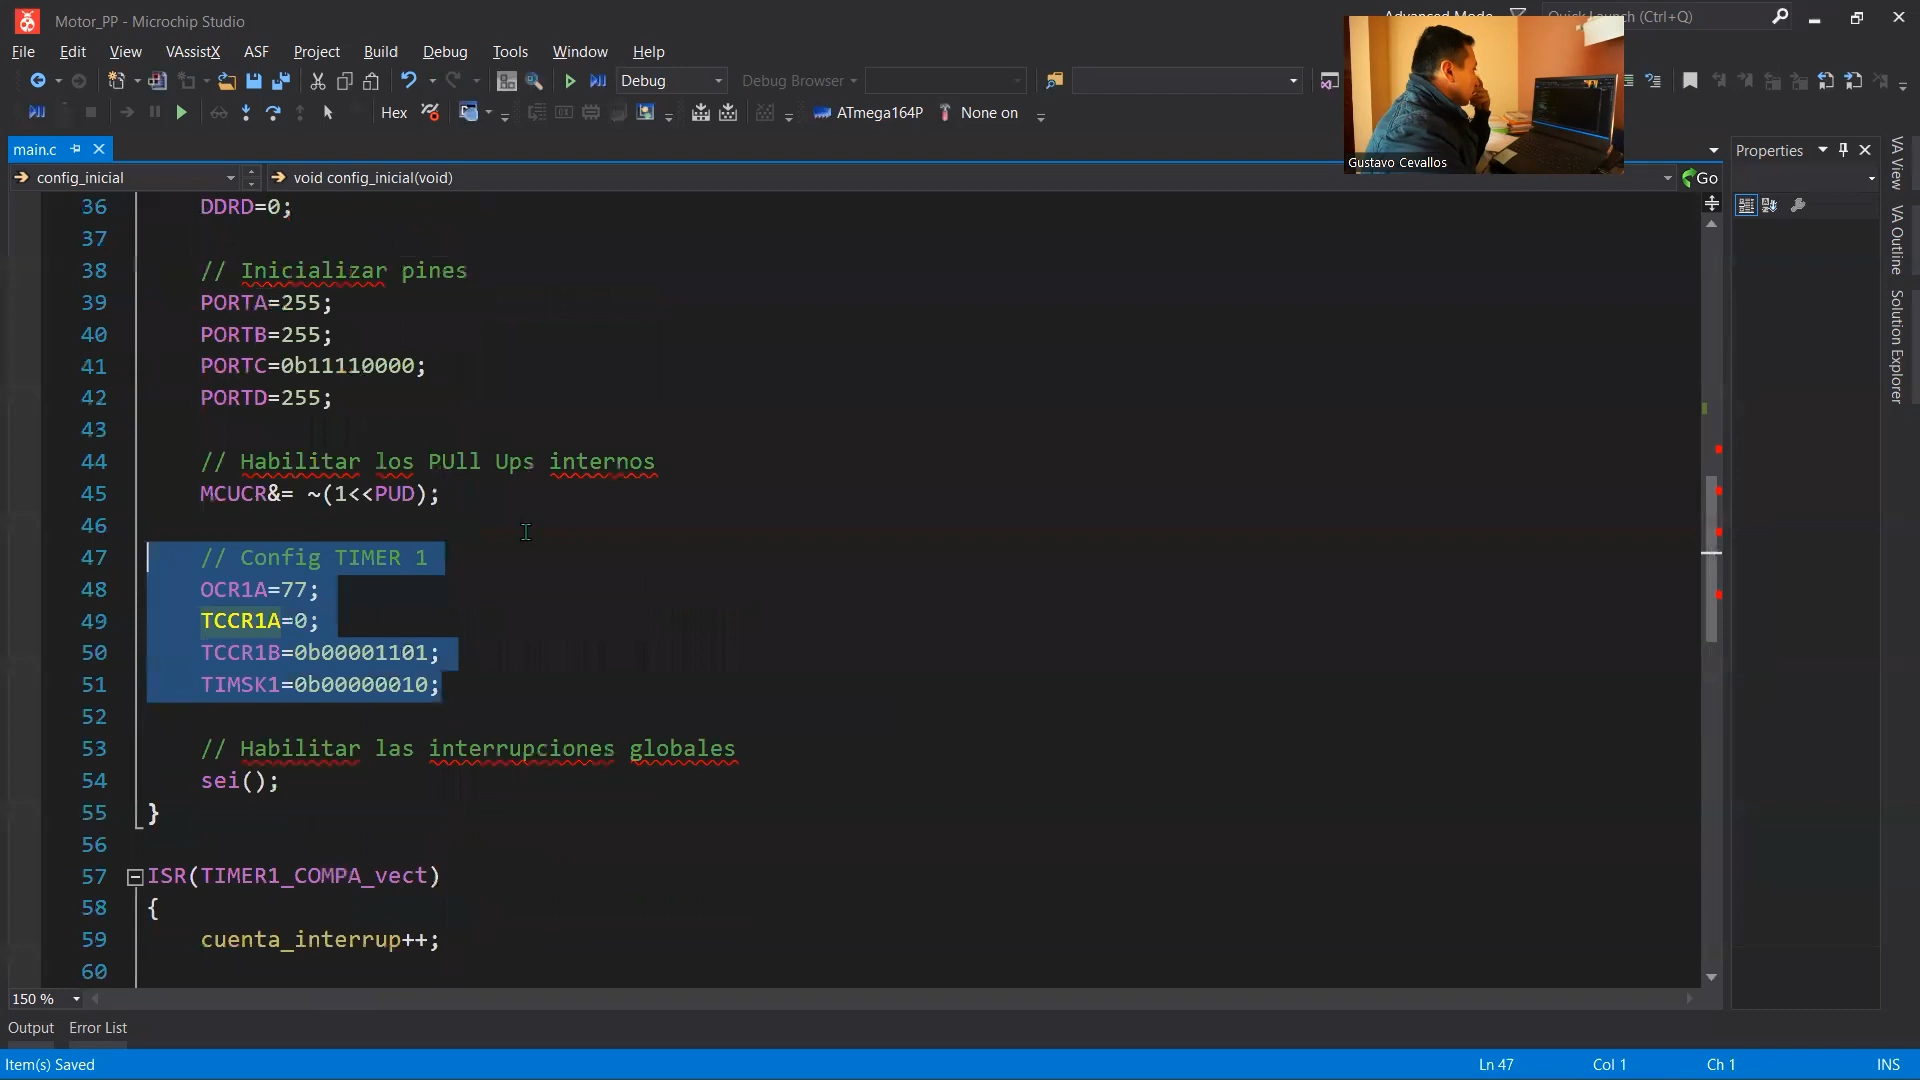 Motor_PP - Microchip Studio
Quick Launch (Ctrl+Q)
File Edit View VAssistX ASF Project Build Debug Tools Window Help
Debug Debug Browser
Hex ATmega164P None on
main.c
config_inicial void config_inicial(void) Go
Gustavo Cevallos
Properties
VA View
VA Outline
Solution Explorer
36 DDRD=0;
37
38 // Inicializar pines
39 PORTA=255;
40 PORTB=255;
41 PORTC=0b11110000;
42 PORTD=255;
43
44 // Habilitar los PUll Ups internos
45 MCUCR&= ~(1<<PUD);
46
47 // Config TIMER 1
48 OCR1A=77;
49 TCCR1A=0;
50 TCCR1B=0b00001101;
51 TIMSK1=0b00000010;
52
53 // Habilitar las interrupciones globales
54 sei();
55 }
56
57 ISR(TIMER1_COMPA_vect)
58 {
59 cuenta_interrup++;
60
150 %
Output Error List
Item(s) Saved Ln 47 Col 1 Ch 1 INS